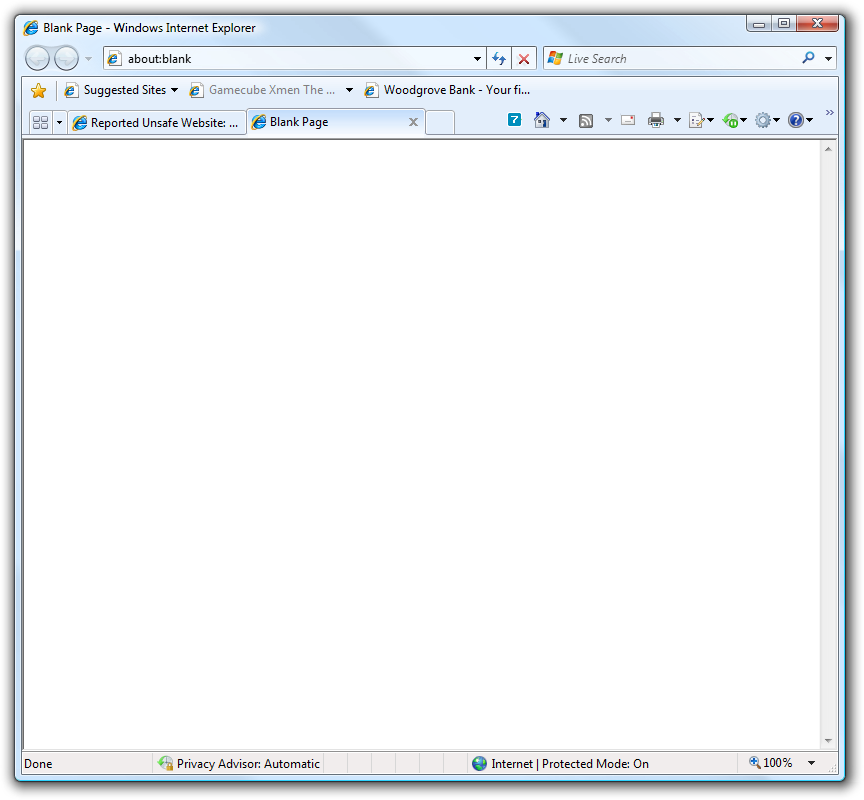 Blank Page - Windows Internet Explorer
about:blank
Live Search
Suggested Sites
Gamecube Xmen The ...
Woodgrove Bank - Your fi...
Reported Unsafe Website: ...
Blank Page
7
Done
Privacy Advisor: Automatic
Internet | Protected Mode: On
100%